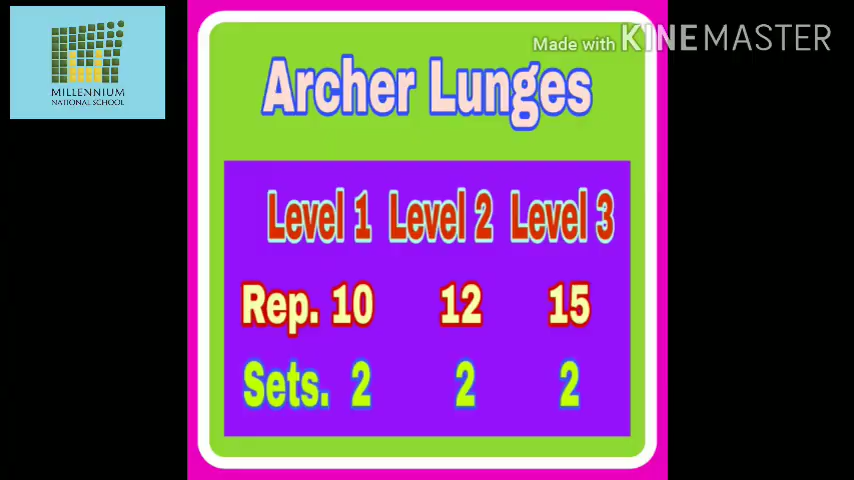 MILLENNIUM
NATIONAL SCHOOL
Made with KINEMASTER
Archer Lunges
Level 1 Level 2 Level 3
Rep. 10 12 15
Sets. 2 2 2